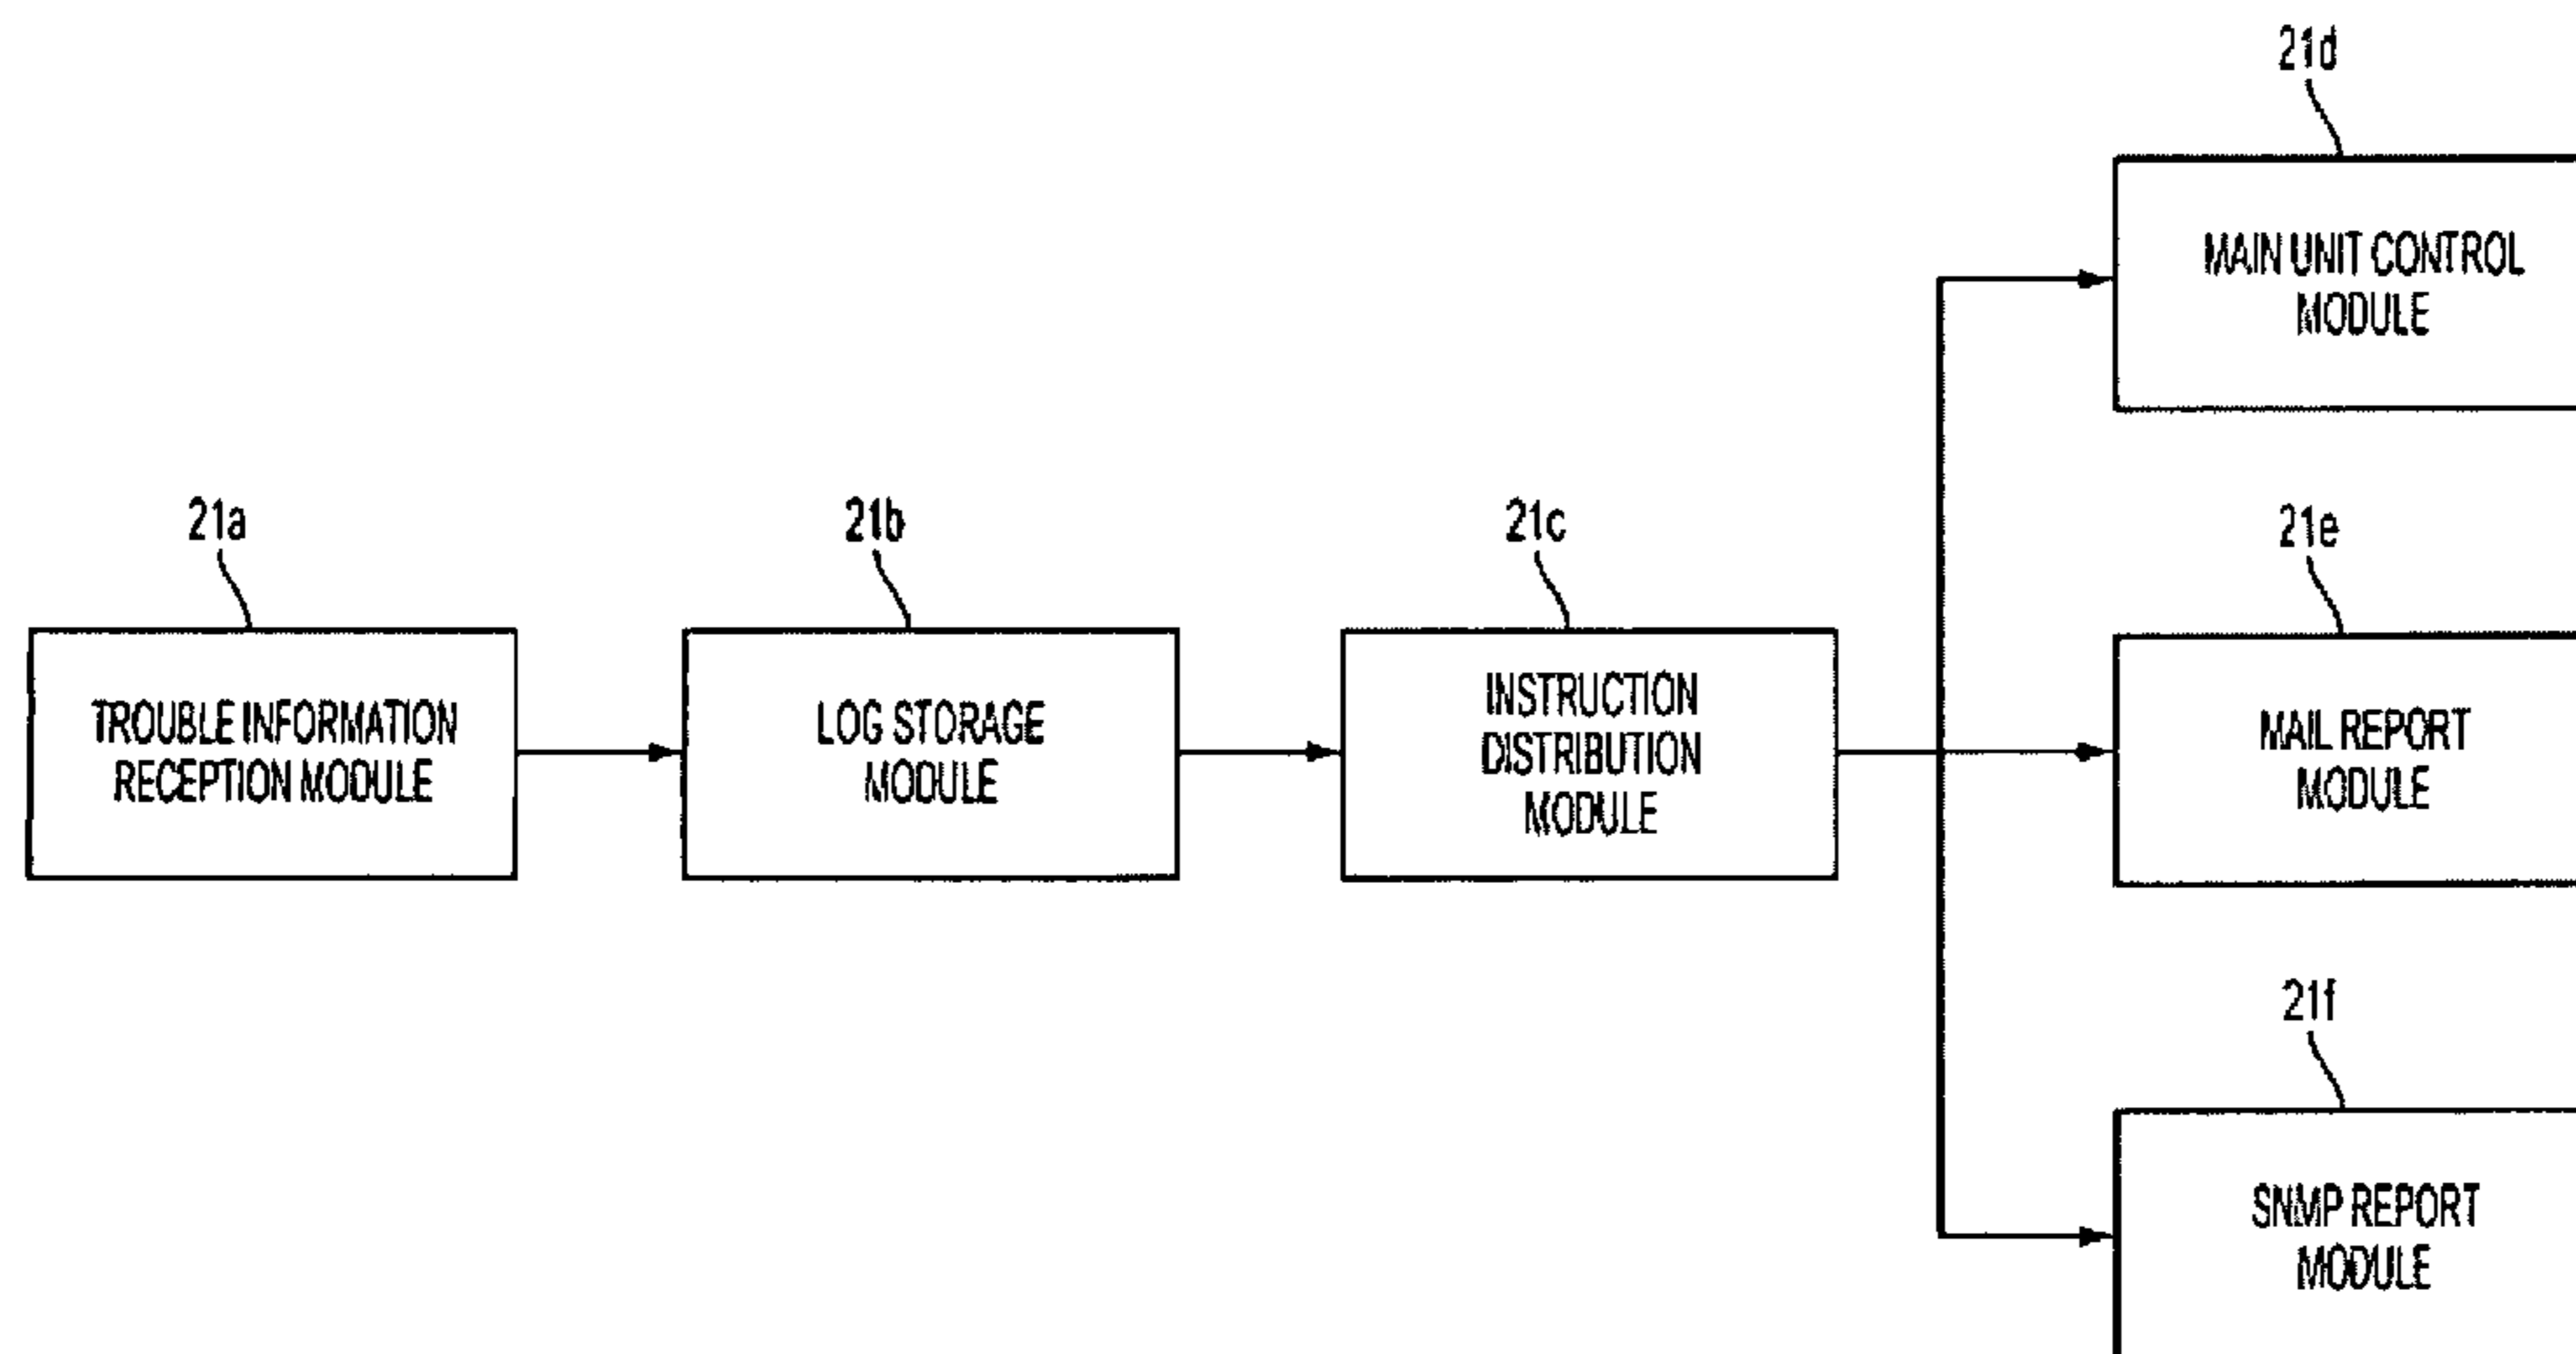 21d
MAIN UNIT CONTROL
MODULE
21a
21b
21c
21e
TROUBLE INFORMATION
RECEPTION MODULE
LOG STORAGE
MODULE
INSTRUCTION
DISTRIBUTION
MODULE
MAIL REPORT
MODULE
21f
SNMP REPORT
MODULE